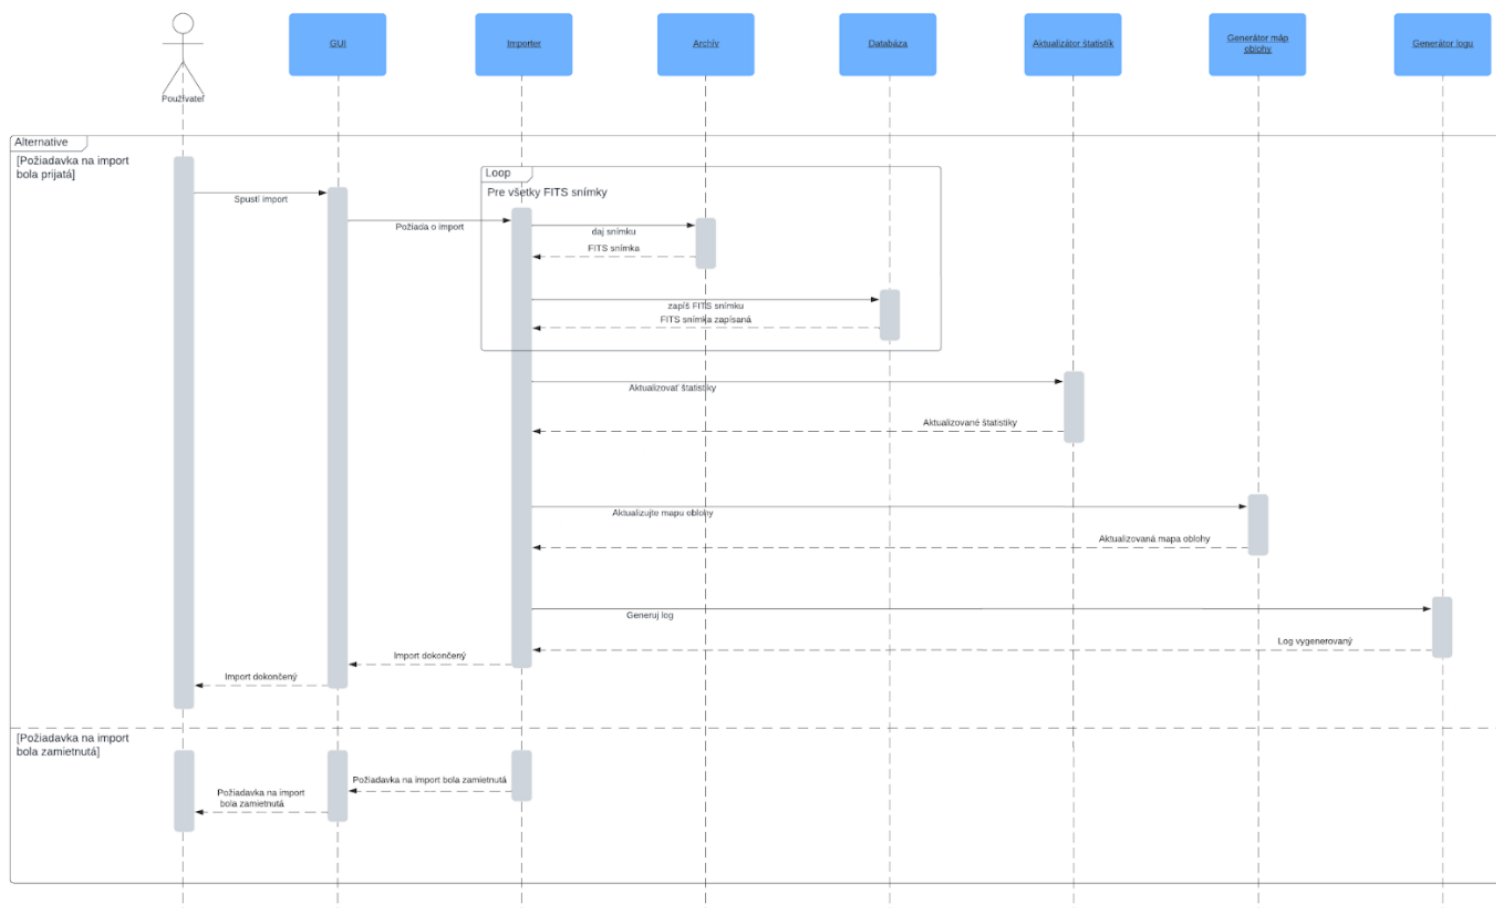 GUI
Importer
Archív
Databáza
Aktualizátor štatistík
Generátor máp
oblohy
Generátor logu
Používateľ
Alternative
[Požiadavka na import
bola prijatá]
Loop
Pre všetky FITS snímky
Spustí import
Požiada o import
daj snímku
FITS snímka
zapíš FITS snímku
FITS snímka zapísaná
Aktualizovať štatistiky
Aktualizované štatistiky
Aktualizujte mapu oblohy
Aktualizovaná mapa oblohy
Generuj log
Log vygenerovaný
Import dokončený
Import dokončený
[Požiadavka na import
bola zamietnutá]
Požiadavka na import bola zamietnutá
Požiadavka na import
bola zamietnutá